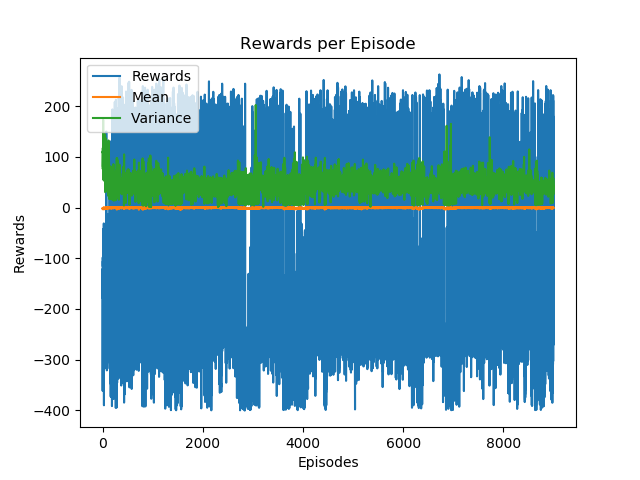 Rewards per Episode
Rewards
Mean
Variance
200
100
0
−100
−200
−300
−400
Rewards
0 2000 4000 6000 8000
Episodes